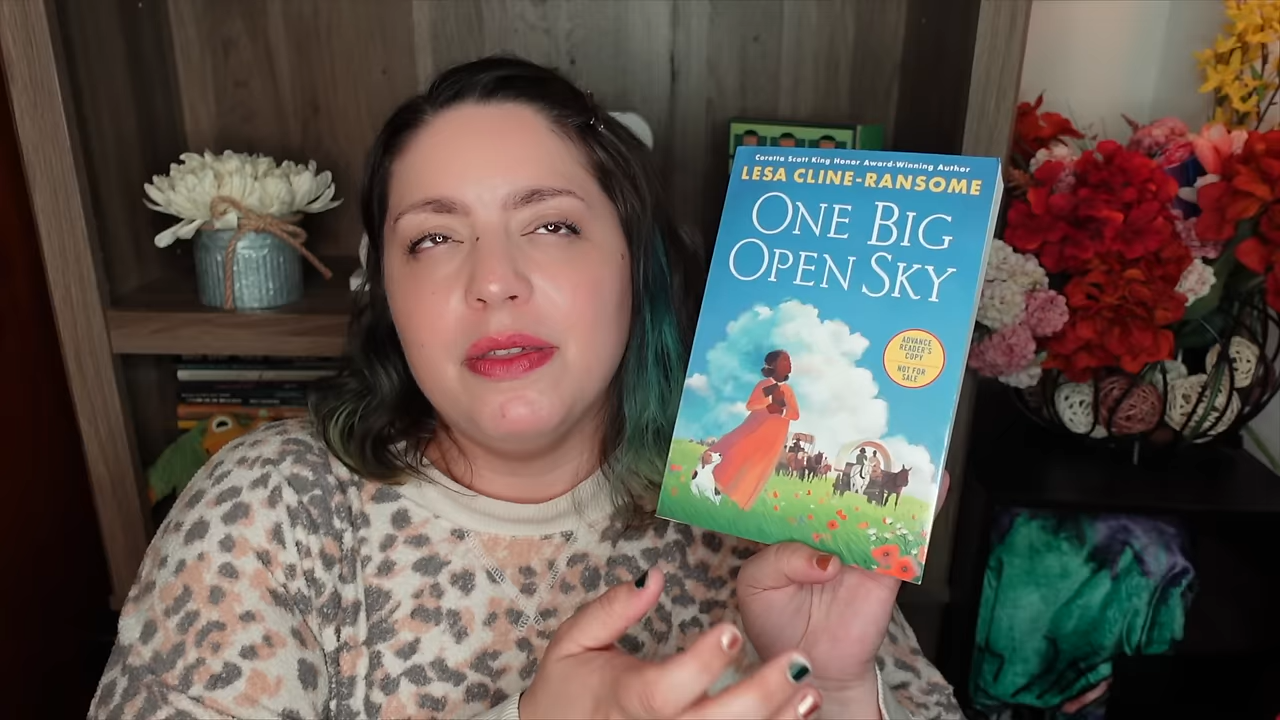 Coretta Scott King Honor Award-Winning Author
LESA CLINE-RANSOME
ONE BIG
OPEN SKY
ADVANCE
READER'S
COPY
NOT FOR
SALE